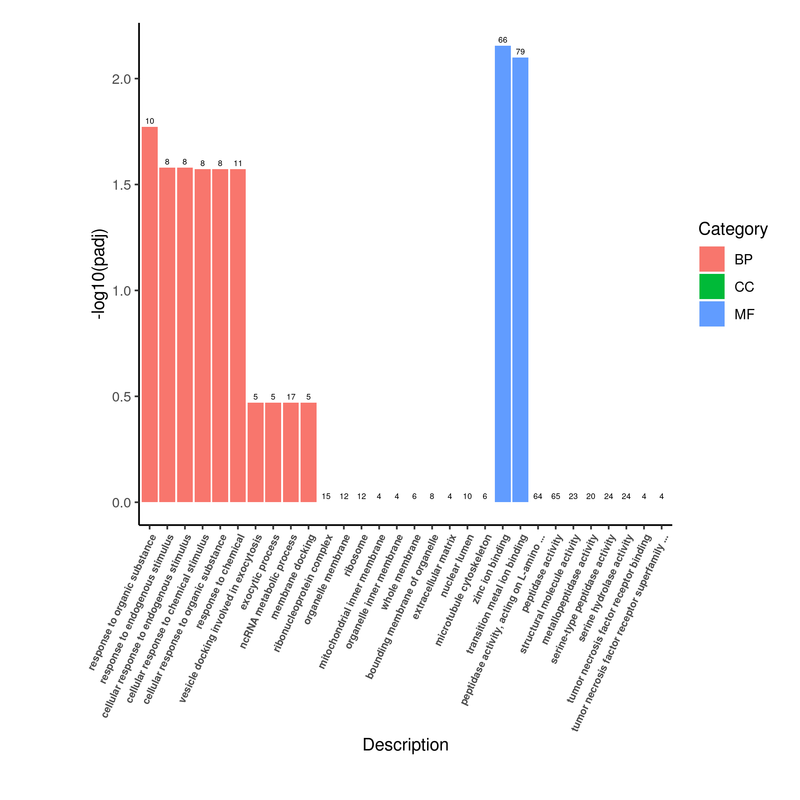 -log10(padj)
2.0
1.5
1.0
0.5
0.0
10
8
8
8
8
11
5
5
17
5
15
12
12
4
4
6
8
4
10
6
66
79
64
65
23
20
24
24
4
4
response to organic substance
response to endogenous stimulus
cellular response to endogenous stimulus
cellular response to chemical stimulus
cellular response to organic substance
response to chemical
vesicle docking involved in exocytosis
exocytic process
ncRNA metabolic process
membrane docking
ribonucleoprotein complex
organelle membrane
ribosome
mitochondrial inner membrane
organelle inner membrane
whole membrane
bounding membrane of organelle
extracellular matrix
nuclear lumen
microtubule cytoskeleton
zinc ion binding
transition metal ion binding
peptidase activity, acting on L-amino ...
peptidase activity
structural molecule activity
metallopeptidase activity
serine-type peptidase activity
serine hydrolase activity
tumor necrosis factor receptor binding
tumor necrosis factor receptor superfamily ...
Description
Category
BP
CC
MF